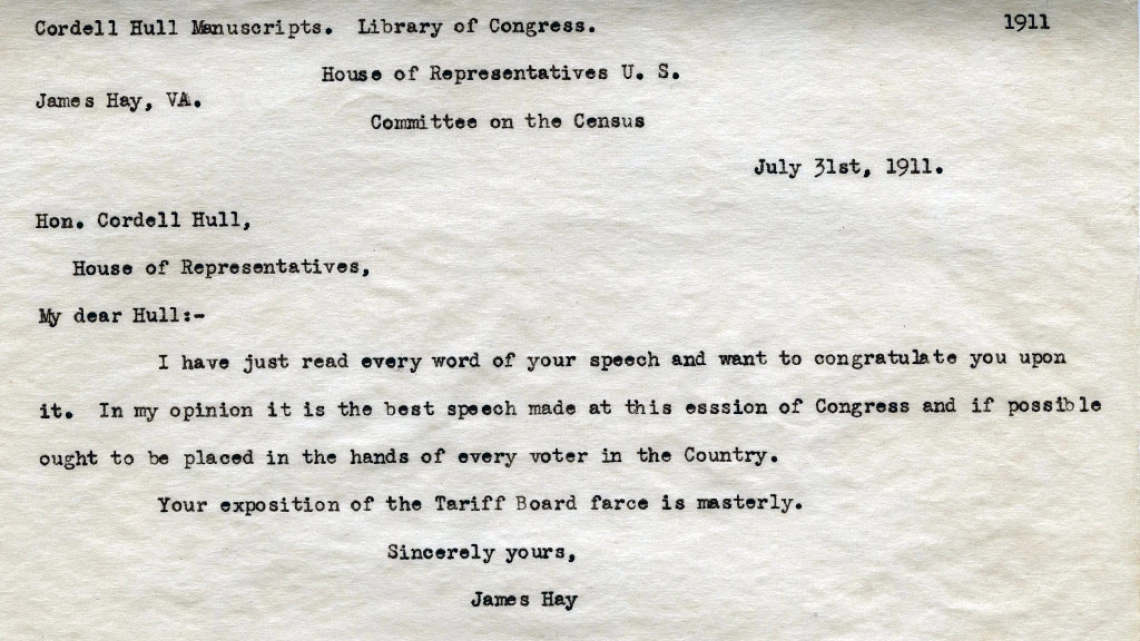 Cordell Hull Manuscripts. Library of Congress. 1911
House of Representatives U. S.
James Hay, VA.
Committee on the Census
July 31st, 1911.
Hon. Cordell Hull,
House of Representatives,
My dear Hull:-
I have just read every word of your speech and want to congratulate you upon
it. In my opinion it is the best speech made at this esssion of Congress and if possible
ought to be placed in the hands of every voter in the Country.
Your exposition of the Tariff Board farce is masterly.
Sincerely yours,
James Hay